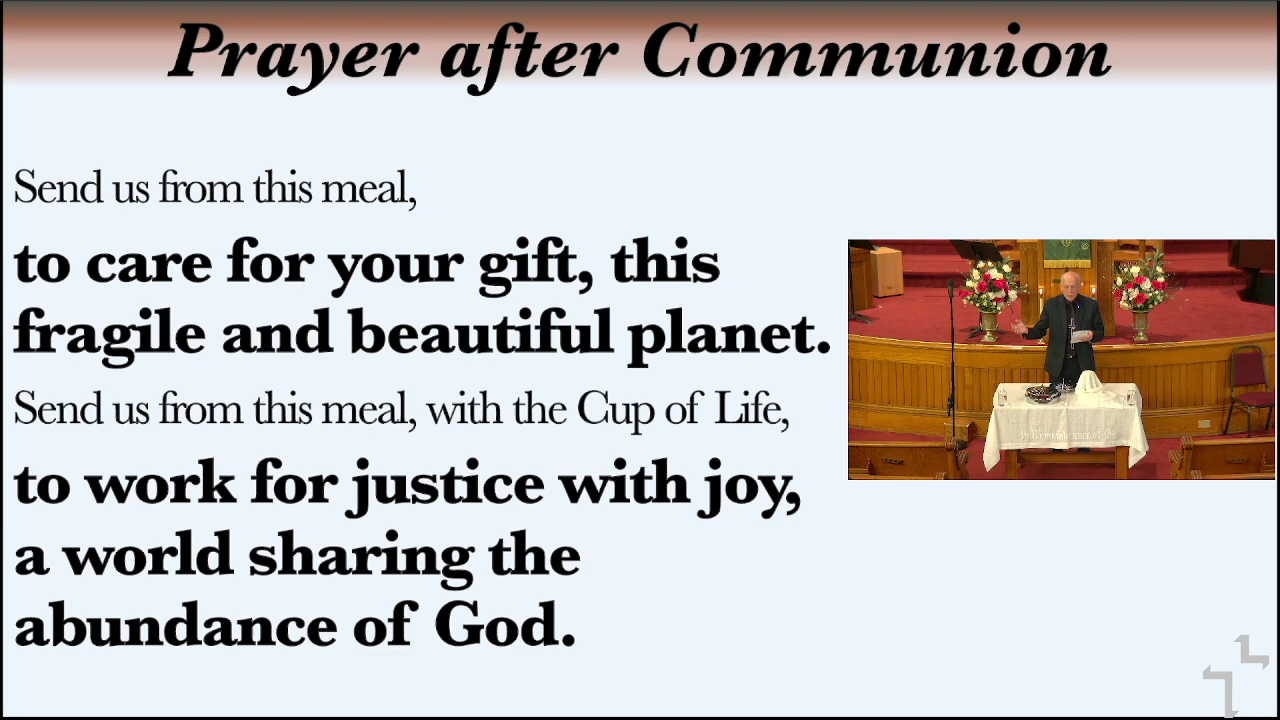 Prayer after Communion
Send us from this meal,
to care for your gift, this
fragile and beautiful planet.
Send us from this meal, with the Cup of Life,
to work for justice with joy,
a world sharing the
abundance of God.